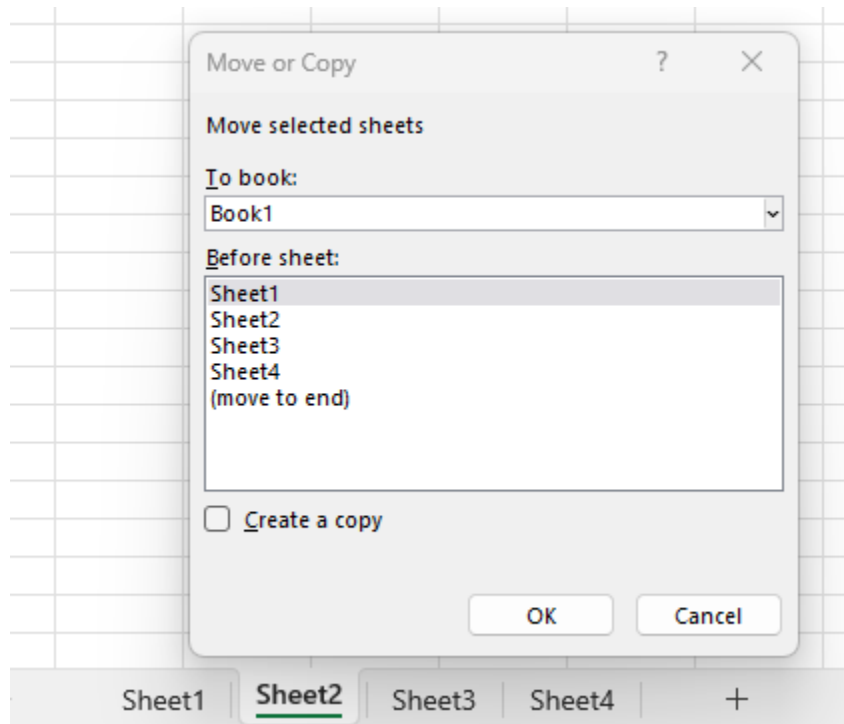 Move or Copy ? ×
Move selected sheets
To book:
Book1
Before sheet:
Sheet1
Sheet2
Sheet3
Sheet4
(move to end)
Create a copy
OK Cancel
Sheet1 Sheet2 Sheet3 Sheet4 +